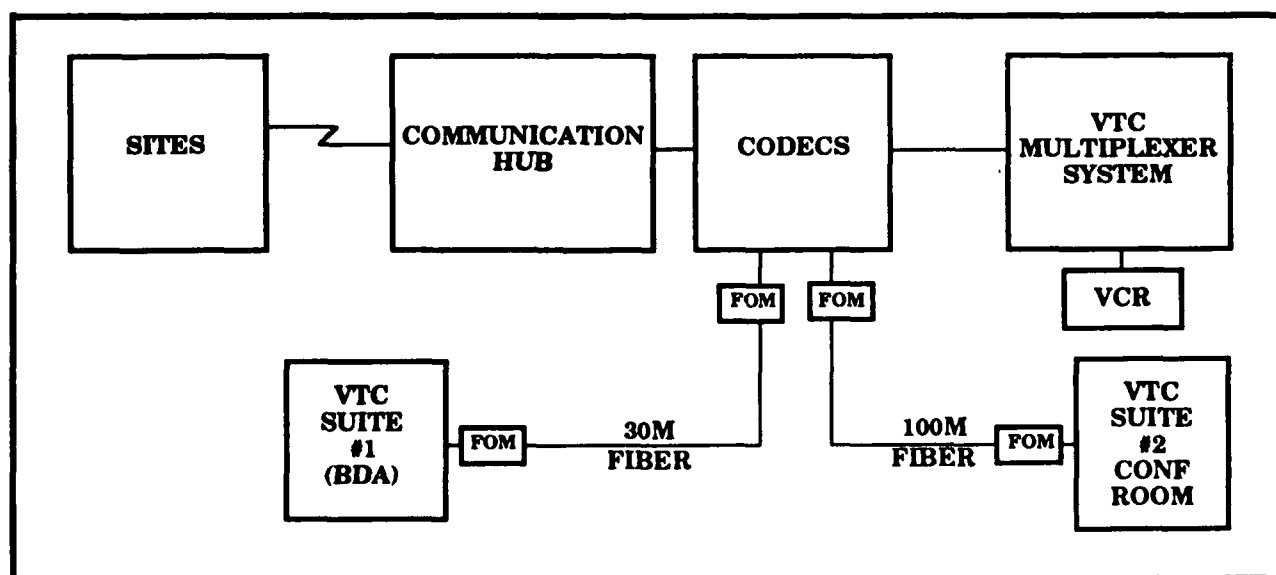 SITES
COMMUNICATION
HUB
CODECS
VTC
MULTIPLEXER
SYSTEM
FOM
FOM
VCR
VTC
SUITE
#1
(BDA)
FOM
30M
FIBER
100M
FIBER
FOM
VTC
SUITE
#2
CONF
ROOM